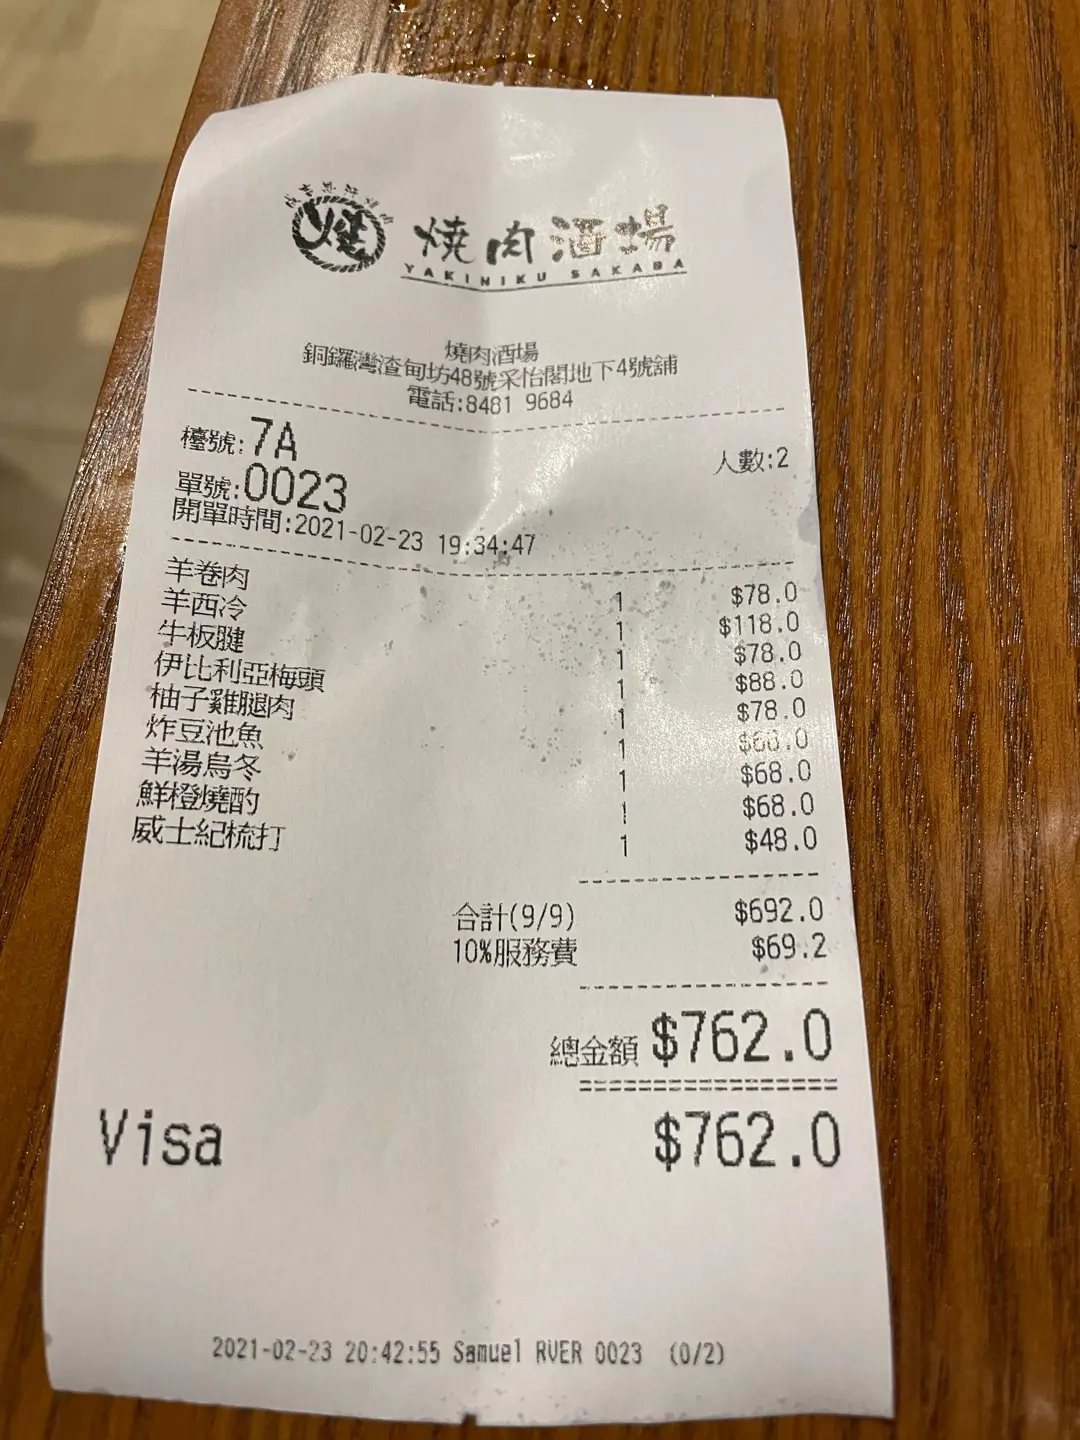 燒 燒肉酒場
YAKINIKU SAKABA
燒肉酒場
銅鑼灣渣甸坊48號采怡閣地下4號舖
電話:8481 9684
檯號:7A 人數:2
單號:0023
開單時間:2021-02-23 19:34:47
羊卷肉 1 $78.0
羊西冷 1 $118.0
牛板腱 1 $78.0
伊比利亞梅頭 1 $88.0
柚子雞腿肉 1 $78.0
炸豆池魚 1 $68.0
羊湯烏冬 1 $68.0
鮮橙燒酌 1 $68.0
威士紀梳打 1 $48.0
合計(9/9) $692.0
10%服務費 $69.2
總金額 $762.0
Visa $762.0
2021-02-23 20:42:55 Samuel RVER 0023 (0/2)